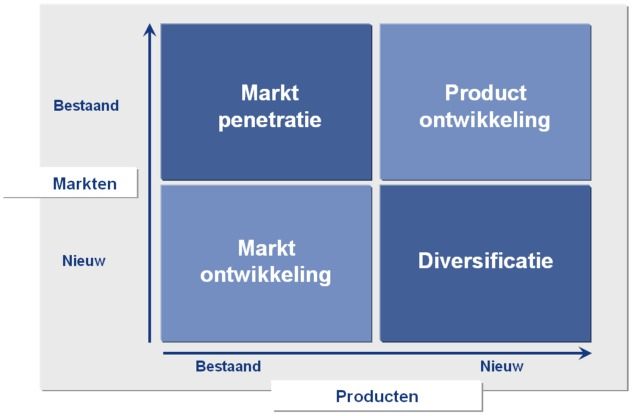 Markt
penetratie
Product
ontwikkeling
Bestaand
Markten
Markt
ontwikkeling
Diversificatie
Nieuw
Bestaand
Nieuw
Producten